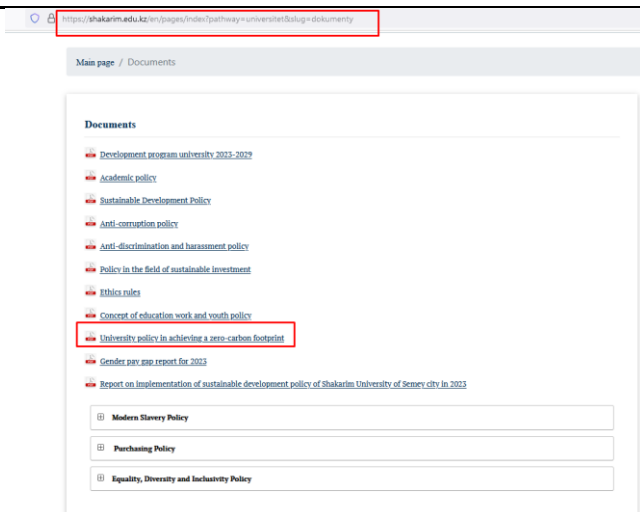 https://shakarim.edu.kz/en/pages/index?pathway=universitet&slug=dokumenty
Main page / Documents
Documents
Development program university 2023-2029
Academic policy
Sustainable Development Policy
Anti-corruption policy
Anti-discrimination and harassment policy
Policy in the field of sustainable investment
Ethics rules
Concept of education work and youth policy
University policy in achieving a zero-carbon footprint
Gender pay gap report for 2023
Report on implementation of sustainable development policy of Shakarim University of Semey city in 2023
Modern Slavery Policy
Purchasing Policy
Equality, Diversity and Inclusivity Policy